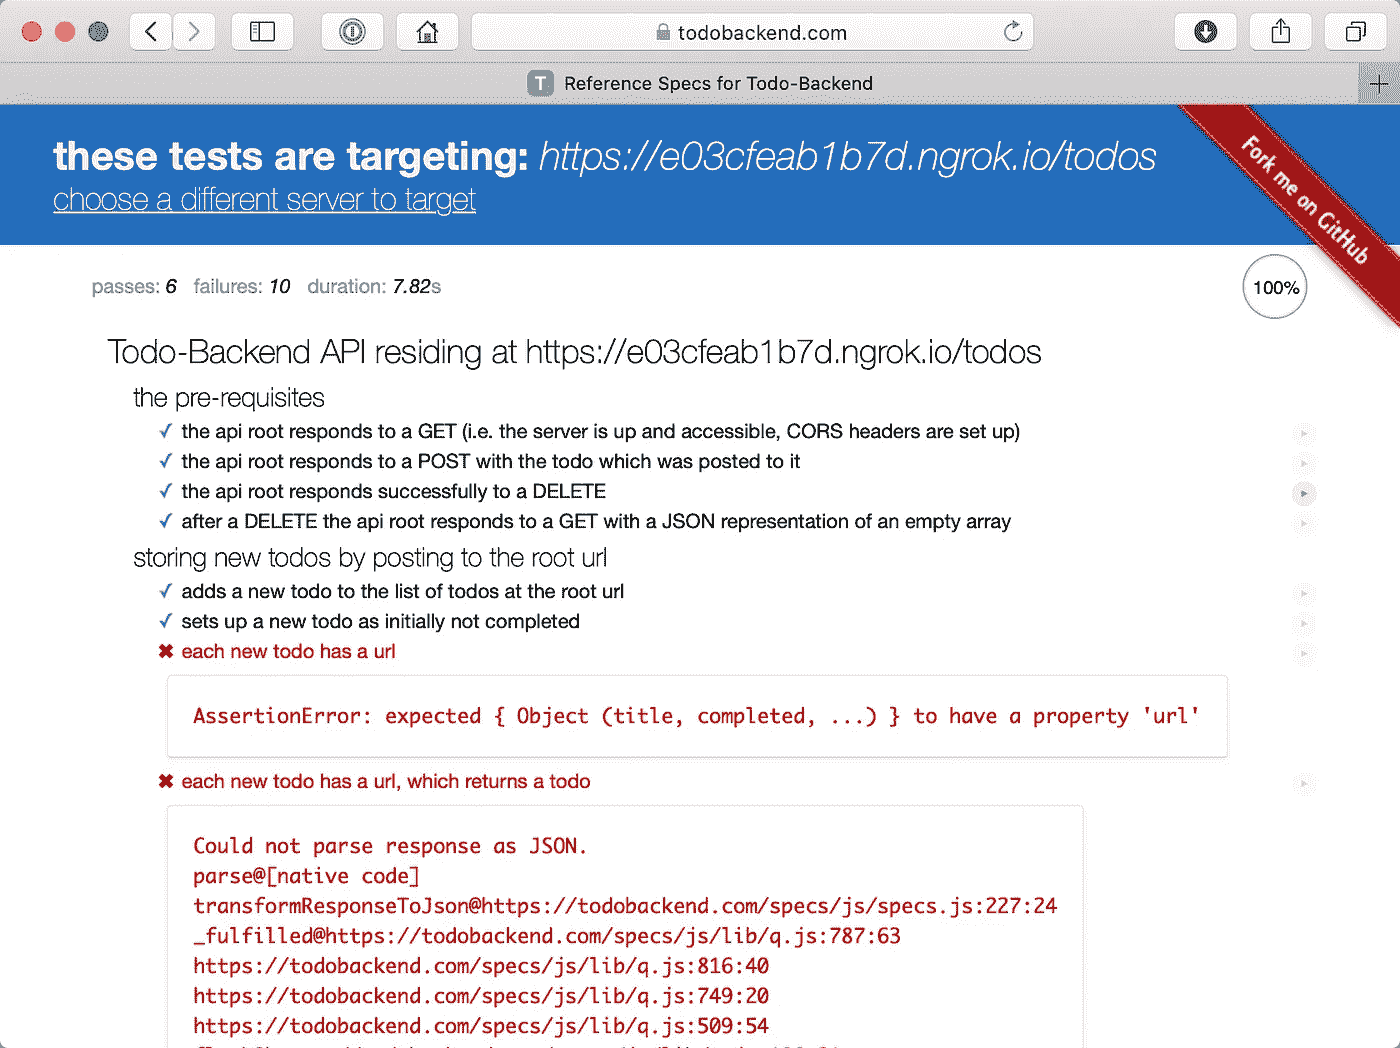 todobackend.com
T Reference Specs for Todo-Backend
these tests are targeting: https://e03cfeab1b7d.ngrok.io/todos
choose a different server to target
Fork me on GitHub
passes: 6 failures: 10 duration: 7.82s
100%
Todo-Backend API residing at https://e03cfeab1b7d.ngrok.io/todos
the pre-requisites
✓ the api root responds to a GET (i.e. the server is up and accessible, CORS headers are set up)
✓ the api root responds to a POST with the todo which was posted to it
✓ the api root responds successfully to a DELETE
✓ after a DELETE the api root responds to a GET with a JSON representation of an empty array
storing new todos by posting to the root url
✓ adds a new todo to the list of todos at the root url
✓ sets up a new todo as initially not completed
✖ each new todo has a url
AssertionError: expected { Object (title, completed, ...) } to have a property 'url'
✖ each new todo has a url, which returns a todo
Could not parse response as JSON.
parse@[native code]
transformResponseToJson@https://todobackend.com/specs/js/specs.js:227:24
_fulfilled@https://todobackend.com/specs/js/lib/q.js:787:63
https://todobackend.com/specs/js/lib/q.js:816:40
https://todobackend.com/specs/js/lib/q.js:749:20
https://todobackend.com/specs/js/lib/q.js:509:54